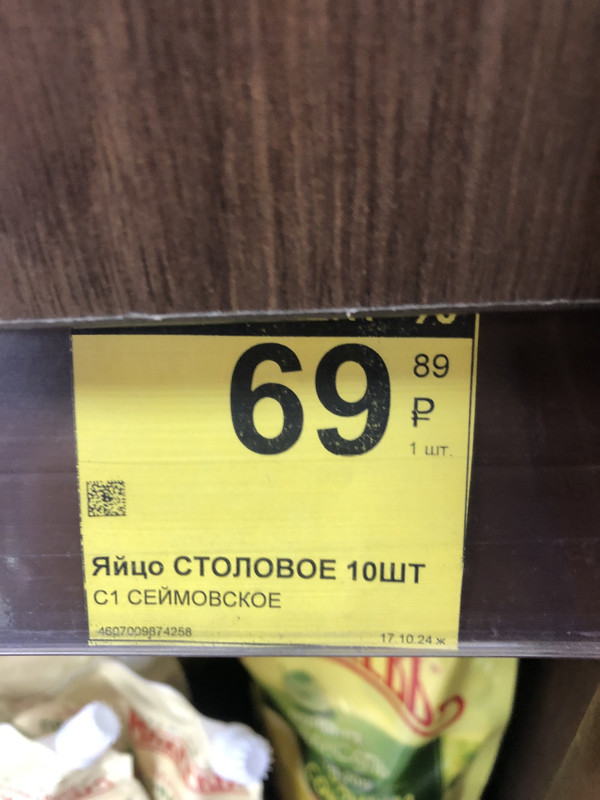 69
89
₽
1 шт.
Яйцо СТОЛОВОЕ 10ШТ
С1 СЕЙМОВСКОЕ
4607009874258
17.10.24 ж